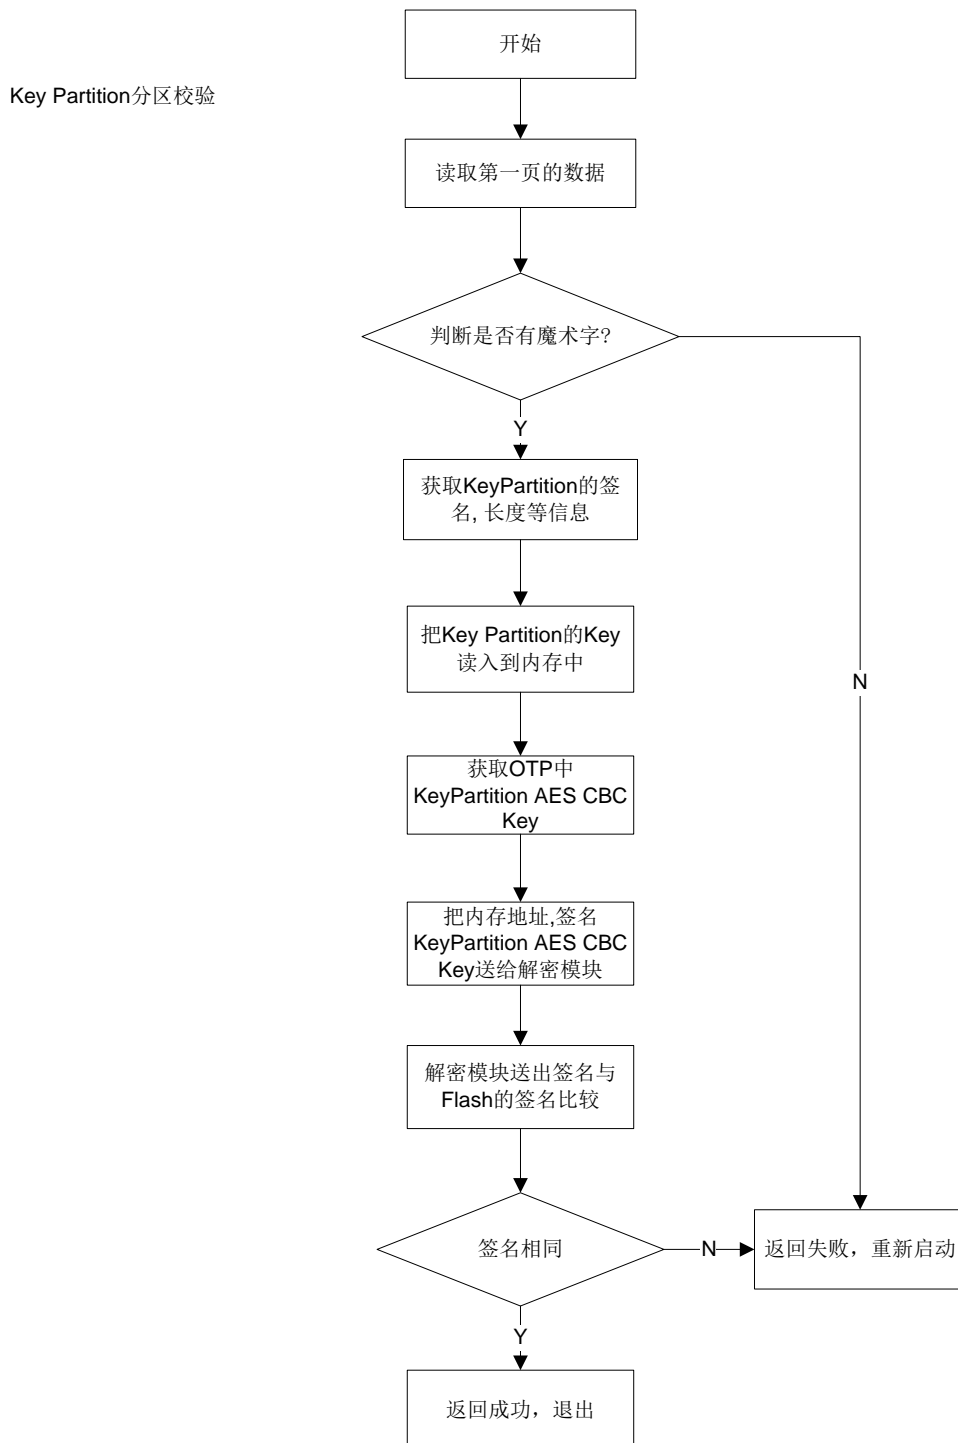 开始
Key Partition分区校验
读取第一页的数据
判断是否有魔术字?
Y
获取KeyPartition的签
名, 长度等信息
把Key Partition的Key
读入到内存中
N
获取OTP中
KeyPartition AES CBC
Key
把内存地址,签名
KeyPartition AES CBC
Key送给解密模块
解密模块送出签名与
Flash的签名比较
签名相同
N
返回失败，重新启动
Y
返回成功，退出